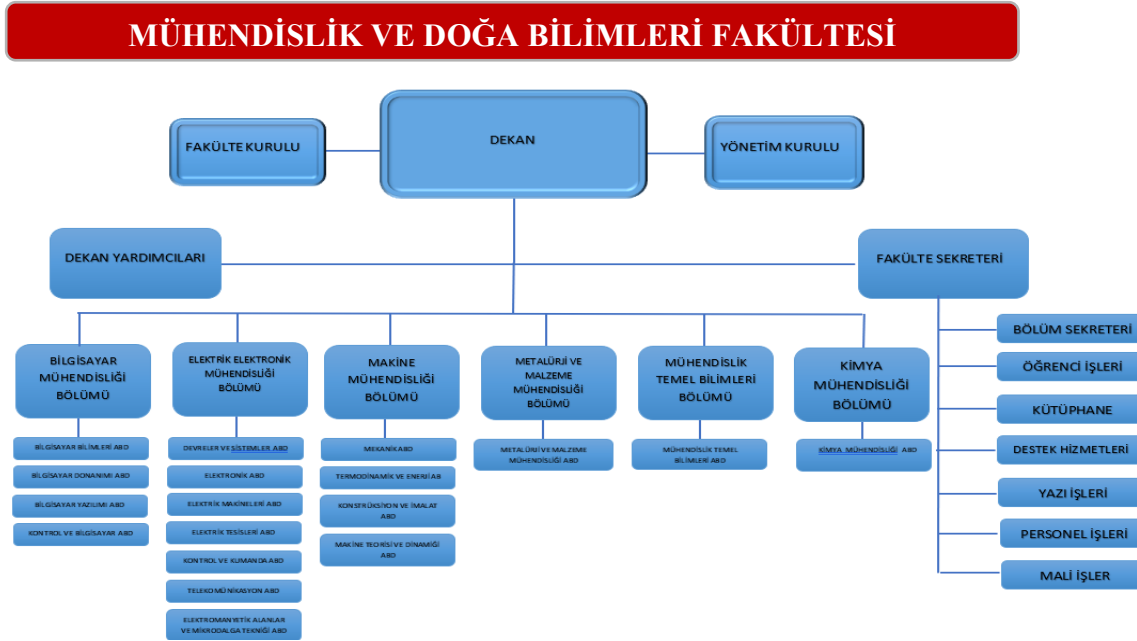 MÜHENDİSLİK VE DOĞA BİLİMLERİ FAKÜLTESİ
DEKAN
FAKÜLTE KURULU
YÖNETİM KURULU
DEKAN YARDIMCILARI
FAKÜLTE SEKRETERİ
BİLGİSAYAR
MÜHENDİSLİĞİ
BÖLÜMÜ
BİLGİSAYAR BİLİMLERİ ABD
BİLGİSAYAR DONANIMI ABD
BİLGİSAYAR YAZILIMI ABD
KONTROL VE BİLGİSAYAR ABD
ELEKTRİK ELEKTRONİK
MÜHENDİSLİĞİ
BÖLÜMÜ
DEVRELER VE SİSTEMLER ABD
ELEKTRONİK ABD
ELEKTRİK MAKİNELERİ ABD
ELEKTRİK TESİSLERİ ABD
KONTROL VE KUMANDA ABD
TELEKOMÜNİKASYON ABD
ELEKTROMANYETİK ALANLAR
VE MİKRODALGA TEKNİĞİ ABD
MAKİNE
MÜHENDİSLİĞİ
BÖLÜMÜ
MEKANİK ABD
TERMODİNAMİK VE ENERJİ AB
KONSTRÜKSİYON VE İMALAT
ABD
MAKİNE TEORİSİ VE DİNAMİĞİ
ABD
METALÜRJİ VE
MALZEME
MÜHENDİSLİĞİ
BÖLÜMÜ
METALÜRJİ VE MALZEME
MÜHENDİSLİĞİ ABD
MÜHENDİSLİK
TEMEL BİLİMLERİ
BÖLÜMÜ
MÜHENDİSLİK TEMEL
BİLİMLERİ ABD
KİMYA
MÜHENDİSLİĞİ
BÖLÜMÜ
KİMYA MÜHENDİSLİĞİ ABD
BÖLÜM SEKRETERİ
ÖĞRENCİ İŞLERİ
KÜTÜPHANE
DESTEK HİZMETLERİ
YAZI İŞLERİ
PERSONEL İŞLERİ
MALİ İŞLER